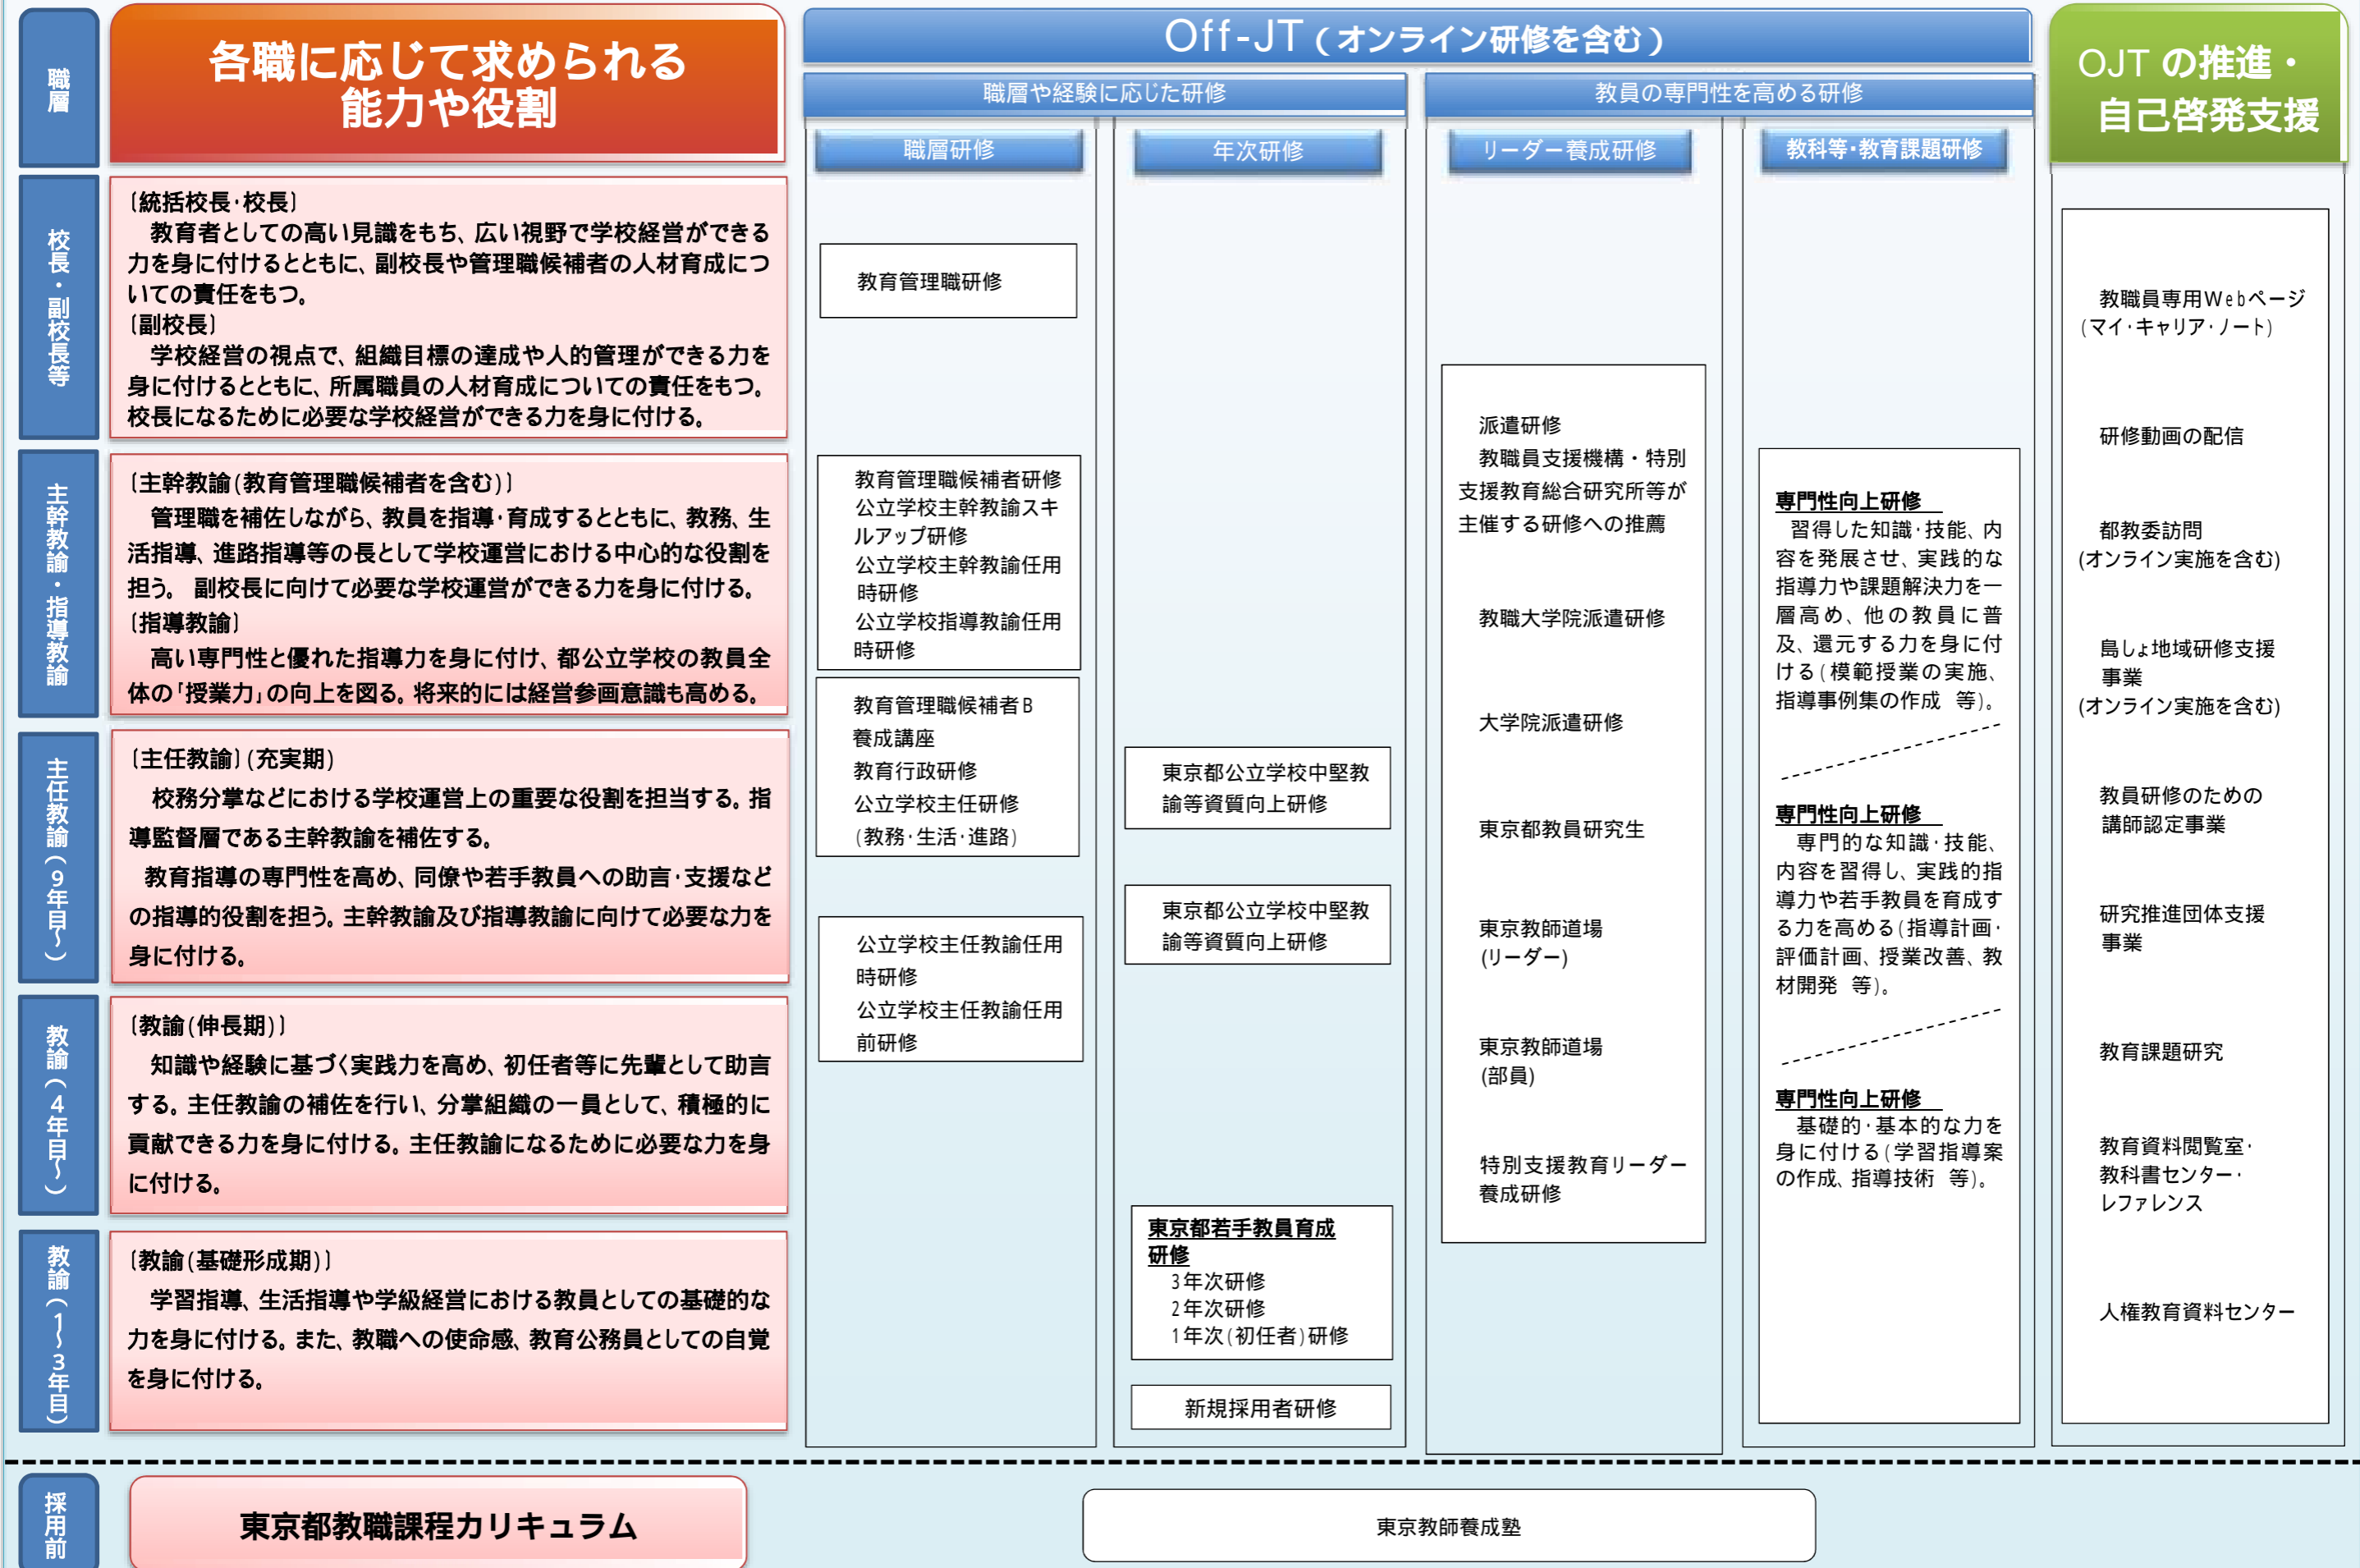 職層
各職に応じて求められる
能力や役割
Off-JT（オンライン研修を含む）
職層や経験に応じた研修
教員の専門性を高める研修
職層研修
年次研修
リーダー養成研修
教科等・教育課題研修
OJT の推進・
自己啓発支援
校長・副校長等
〔統括校長・校長〕
教育者としての高い見識をもち、広い視野で学校経営ができる
力を身に付けるとともに、副校長や管理職候補者の人材育成につ
いての責任をもつ。
〔副校長〕
学校経営の視点で、組織目標の達成や人的管理ができる力を
身に付けるとともに、所属職員の人材育成についての責任をもつ。
校長になるために必要な学校経営ができる力を身に付ける。
主幹教諭・指導教諭
〔主幹教諭(教育管理職候補者を含む)〕
管理職を補佐しながら、教員を指導・育成するとともに、教務、生
活指導、進路指導等の長として学校運営における中心的な役割を
担う。 副校長に向けて必要な学校運営ができる力を身に付ける。
〔指導教諭〕
高い専門性と優れた指導力を身に付け、都公立学校の教員全
体の「授業力」の向上を図る。将来的には経営参画意識も高める。
主任教諭（9年目～）
〔主任教諭〕(充実期)
校務分掌などにおける学校運営上の重要な役割を担当する。指
導監督層である主幹教諭を補佐する。
教育指導の専門性を高め、同僚や若手教員への助言・支援など
の指導的役割を担う。主幹教諭及び指導教諭に向けて必要な力を
身に付ける。
教諭（4年目～）
〔教諭(伸長期)〕
知識や経験に基づく実践力を高め、初任者等に先輩として助言
する。主任教諭の補佐を行い、分掌組織の一員として、積極的に
貢献できる力を身に付ける。主任教諭になるために必要な力を身
に付ける。
教諭（1～3年目）
〔教諭(基礎形成期)〕
学習指導、生活指導や学級経営における教員としての基礎的な
力を身に付ける。また、教職への使命感、教育公務員としての自覚
を身に付ける。
教育管理職研修
教育管理職候補者研修
公立学校主幹教諭スキ
ルアップ研修
公立学校主幹教諭任用
時研修
公立学校指導教諭任用
時研修
教育管理職候補者B
養成講座
教育行政研修
公立学校主任研修
(教務・生活・進路)
公立学校主任教諭任用
時研修
公立学校主任教諭任用
前研修
東京都公立学校中堅教
諭等資質向上研修
東京都公立学校中堅教
諭等資質向上研修
東京都若手教員育成
研修
3年次研修
2年次研修
1年次(初任者)研修
新規採用者研修
派遣研修
教職員支援機構・特別
支援教育総合研究所等が
主催する研修への推薦
教職大学院派遣研修
大学院派遣研修
東京都教員研究生
東京教師道場
(リーダー)
東京教師道場
(部員)
特別支援教育リーダー
養成研修
専門性向上研修
習得した知識・技能、内
容を発展させ、実践的な
指導力や課題解決力を一
層高め、他の教員に普
及、還元する力を身に付
ける(模範授業の実施、
指導事例集の作成 等)。
専門性向上研修
専門的な知識・技能、
内容を習得し、実践的指
導力や若手教員を育成す
る力を高める(指導計画・
評価計画、授業改善、教
材開発 等)。
専門性向上研修
基礎的・基本的な力を
身に付ける(学習指導案
の作成、指導技術 等)。
教職員専用Webページ
(マイ・キャリア・ノート)
研修動画の配信
都教委訪問
(オンライン実施を含む)
島しょ地域研修支援
事業
(オンライン実施を含む)
教員研修のための
講師認定事業
研究推進団体支援
事業
教育課題研究
教育資料閲覧室・
教科書センター・
レファレンス
人権教育資料センター
採用前
東京都教職課程カリキュラム
東京教師養成塾